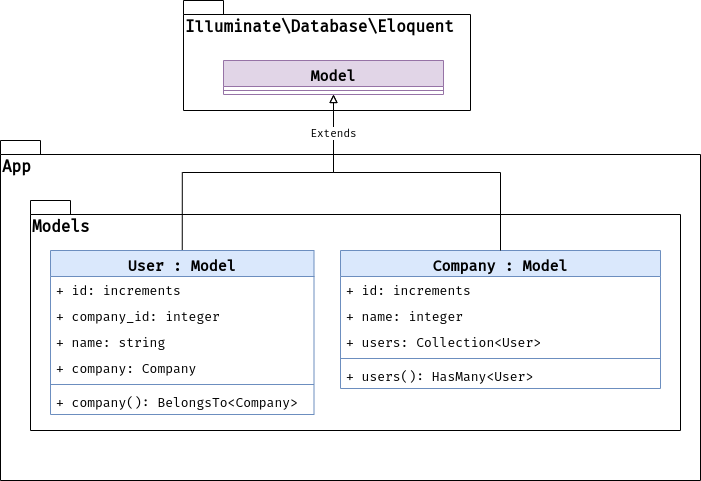 Illuminate\Database\Eloquent
Model
Extends
App
Models
User : Model
+ id: increments
+ company_id: integer
+ name: string
+ company: Company
+ company(): BelongsTo<Company>
Company : Model
+ id: increments
+ name: integer
+ users: Collection<User>
+ users(): HasMany<User>